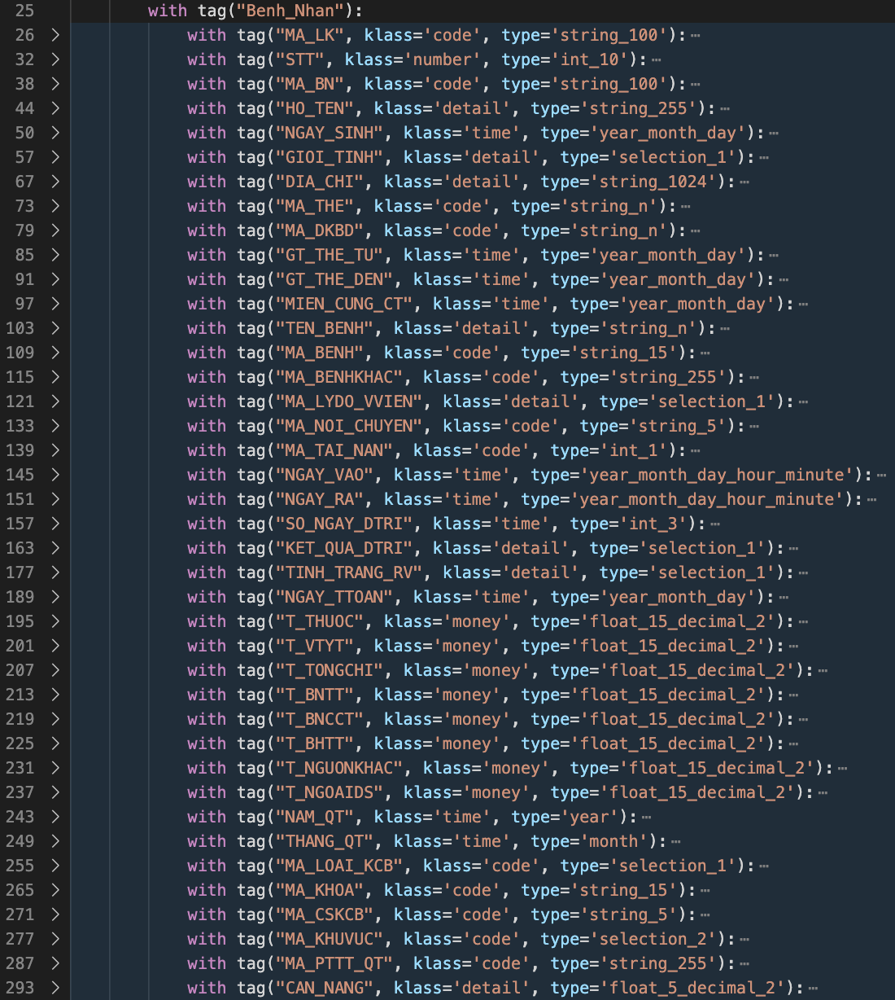 25 with tag("Benh_Nhan"):
26 > with tag("MA_LK", klass='code', type='string_100'):⋯
32 > with tag("STT", klass='number', type='int_10'):⋯
38 > with tag("MA_BN", klass='code', type='string_100'):⋯
44 > with tag("HO_TEN", klass='detail', type='string_255'):⋯
50 > with tag("NGAY_SINH", klass='time', type='year_month_day'):⋯
57 > with tag("GIOI_TINH", klass='detail', type='selection_1'):⋯
67 > with tag("DIA_CHI", klass='detail', type='string_1024'):⋯
73 > with tag("MA_THE", klass='code', type='string_n'):⋯
79 > with tag("MA_DKBD", klass='code', type='string_n'):⋯
85 > with tag("GT_THE_TU", klass='time', type='year_month_day'):⋯
91 > with tag("GT_THE_DEN", klass='time', type='year_month_day'):⋯
97 > with tag("MIEN_CUNG_CT", klass='time', type='year_month_day'):⋯
103 > with tag("TEN_BENH", klass='detail', type='string_n'):⋯
109 > with tag("MA_BENH", klass='code', type='string_15'):⋯
115 > with tag("MA_BENHKHAC", klass='code', type='string_255'):⋯
121 > with tag("MA_LYDO_VVIEN", klass='detail', type='selection_1'):⋯
133 > with tag("MA_NOI_CHUYEN", klass='code', type='string_5'):⋯
139 > with tag("MA_TAI_NAN", klass='code', type='int_1'):⋯
145 > with tag("NGAY_VAO", klass='time', type='year_month_day_hour_minute'):⋯
151 > with tag("NGAY_RA", klass='time', type='year_month_day_hour_minute'):⋯
157 > with tag("SO_NGAY_DTRI", klass='time', type='int_3'):⋯
163 > with tag("KET_QUA_DTRI", klass='detail', type='selection_1'):⋯
177 > with tag("TINH_TRANG_RV", klass='detail', type='selection_1'):⋯
189 > with tag("NGAY_TTOAN", klass='time', type='year_month_day'):⋯
195 > with tag("T_THUOC", klass='money', type='float_15_decimal_2'):⋯
201 > with tag("T_VTYT", klass='money', type='float_15_decimal_2'):⋯
207 > with tag("T_TONGCHI", klass='money', type='float_15_decimal_2'):⋯
213 > with tag("T_BNTT", klass='money', type='float_15_decimal_2'):⋯
219 > with tag("T_BNCCT", klass='money', type='float_15_decimal_2'):⋯
225 > with tag("T_BHTT", klass='money', type='float_15_decimal_2'):⋯
231 > with tag("T_NGUONKHAC", klass='money', type='float_15_decimal_2'):⋯
237 > with tag("T_NGOAIDS", klass='money', type='float_15_decimal_2'):⋯
243 > with tag("NAM_QT", klass='time', type='year'):⋯
249 > with tag("THANG_QT", klass='time', type='month'):⋯
255 > with tag("MA_LOAI_KCB", klass='code', type='selection_1'):⋯
265 > with tag("MA_KHOA", klass='code', type='string_15'):⋯
271 > with tag("MA_CSKCB", klass='code', type='string_5'):⋯
277 > with tag("MA_KHUVUC", klass='code', type='selection_2'):⋯
287 > with tag("MA_PTTT_QT", klass='code', type='string_255'):⋯
293 > with tag("CAN_NANG", klass='detail', type='float_5_decimal_2'):⋯